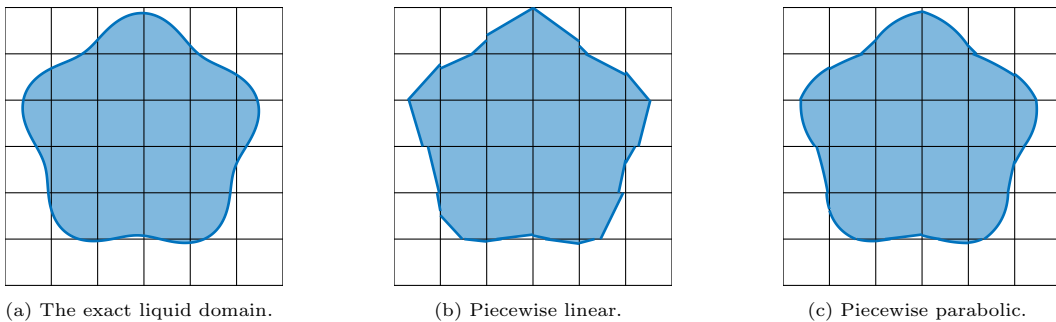 (a) The exact liquid domain.
(b) Piecewise linear.
(c) Piecewise parabolic.